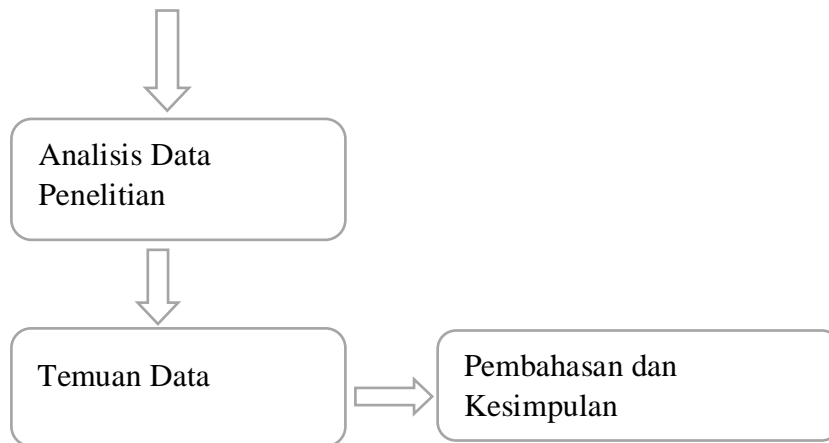 Analisis Data
Penelitian
Temuan Data
Pembahasan dan
Kesimpulan